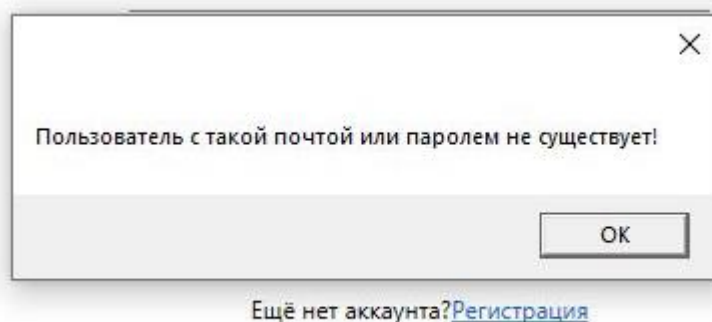 Пользователь с такой почтой или паролем не существует!
OK
Ещё нет аккаунта?Регистрация